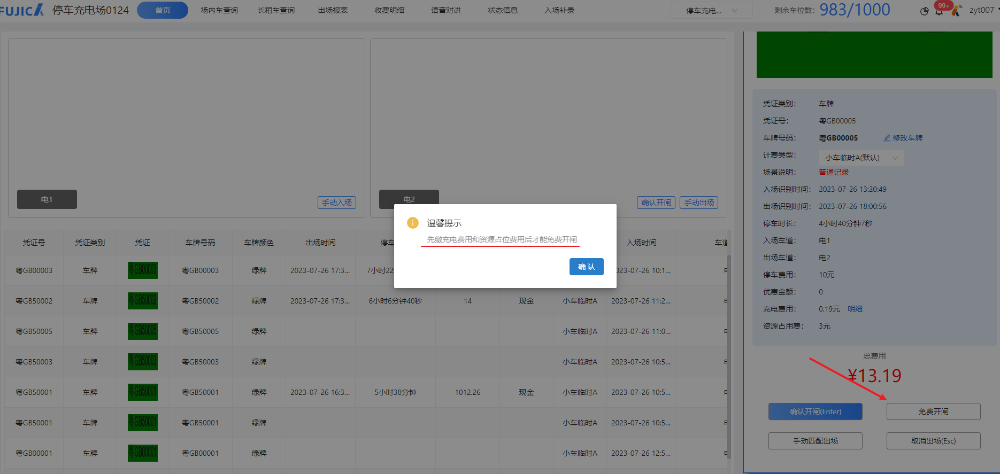 FUJICA 停车充电场0124 首页 场内车查询 长租车查询 出场报表 收费明细 语音对讲 状态信息 入场补录 停车充电... 剩余车位数: 983/1000 99+ zyt007
电1 手动入场
电2 确认开闸 手动出场
温馨提示
先缴充电费用和资源占位费用后才能免费开闸
确 认
凭证号 凭证类别 凭证 车牌号码 车牌颜色 出场时间 停车 入场时间 车道
粤GB00003 车牌 粤GB00003 粤GB00003 绿牌 2023-07-26 17:3... 7小时22 023-07-26 10:1...
粤GB50002 车牌 粤GB50002 粤GB50002 绿牌 2023-07-26 17:3... 6小时6分钟40秒 14 现金 小车临时A 2023-07-26 11:2...
粤GB50005 车牌 粤GB50005 粤GB50005 绿牌 小车临时A 2023-07-26 11:0...
粤GB50003 车牌 粤GB50003 粤GB50003 绿牌 小车临时A 2023-07-26 10:5...
粤GB50001 车牌 粤GB50001 粤GB50001 绿牌 2023-07-26 16:3... 5小时38分钟 1012.26 现金 小车临时A 2023-07-26 10:5...
粤GB50001 车牌 粤GB50001 粤GB50001 绿牌 小车临时A 2023-07-26 10:5...
粤GB00001 车牌 粤GB00001 粤GB00001 绿牌 小车临时A 2023-07-26 12:5...
凭证类别: 车牌
凭证号: 粤GB00005
车牌号码: 粤GB00005 修改车牌
计费类型: 小车临时A(默认)
场景说明: 普通记录
入场识别时间: 2023-07-26 13:20:49
出场识别时间: 2023-07-26 18:00:56
停车时长: 4小时40分钟7秒
入场车道: 电1
出场车道: 电2
停车费用: 10元
优惠金额: 0
充电费用: 0.19元 明细
资源占用费: 3元
总费用
¥13.19
确认开闸(Enter) 免费开闸
手动匹配出场 取消出场(Esc)